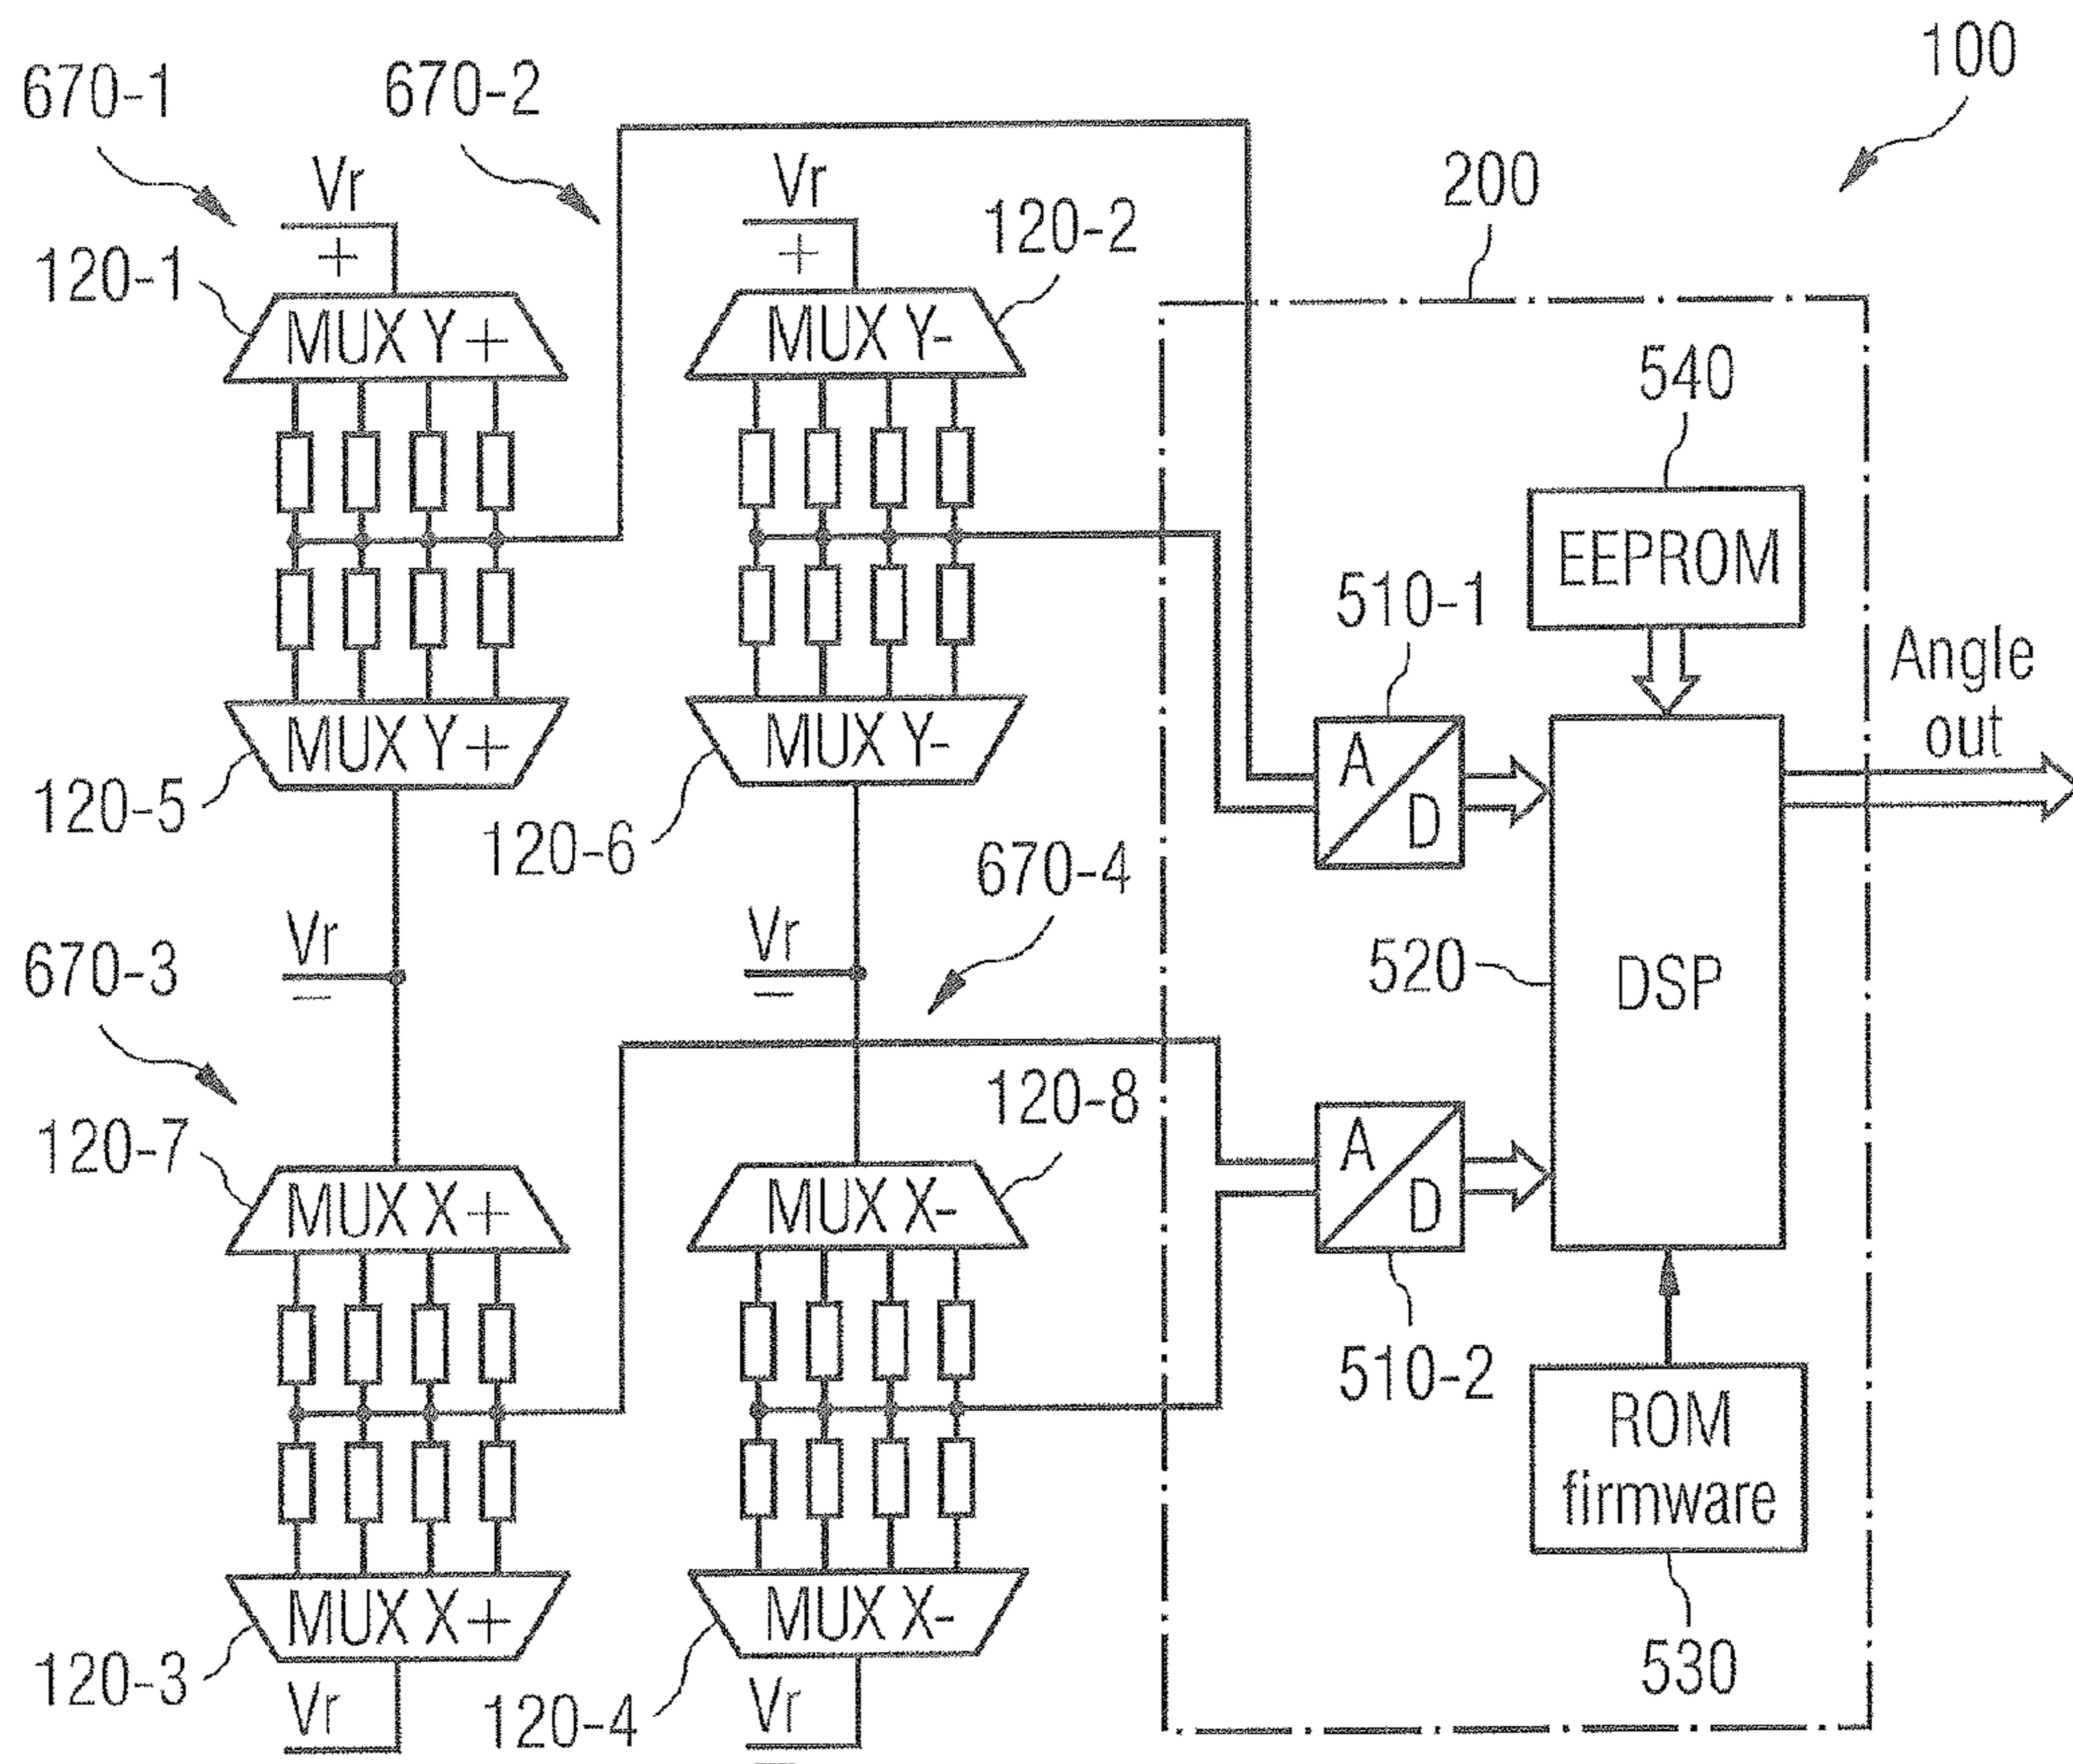 100
670-1
670-2
Vr
+
Vr
+
200
120-1
120-2
MUX Y+
MUX Y-
540
EEPROM
510-1
Angle
out
A
D
MUX Y+
MUX Y-
120-5
120-6
670-4
Vr
–
Vr
–
670-3
520
DSP
120-7
120-8
A
D
MUX X+
MUX X-
510-2
ROM
firmware
MUX X+
MUX X-
120-3
120-4
530
Vr
Vr